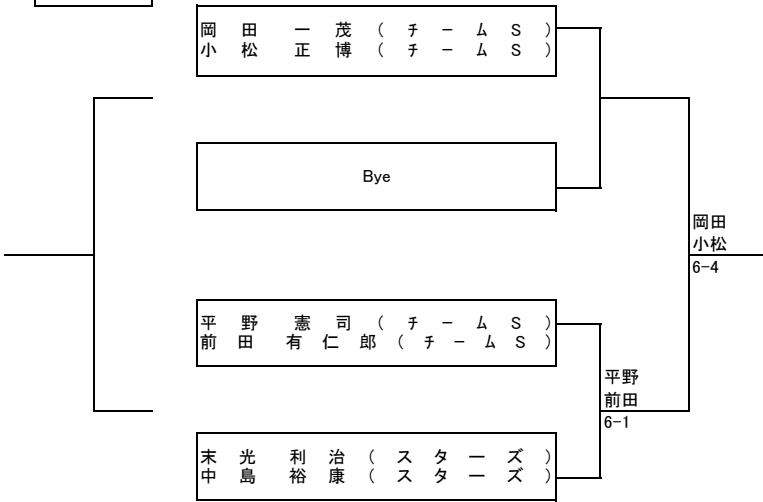 岡田 一茂(チームS)
小松 正博(チームS)
Bye
岡田
小松
6-4
平野 憲司(チームS)
前田 有仁郎(チームS)
平野
前田
6-1
末光 利治(スターズ)
中島 裕康(スターズ)